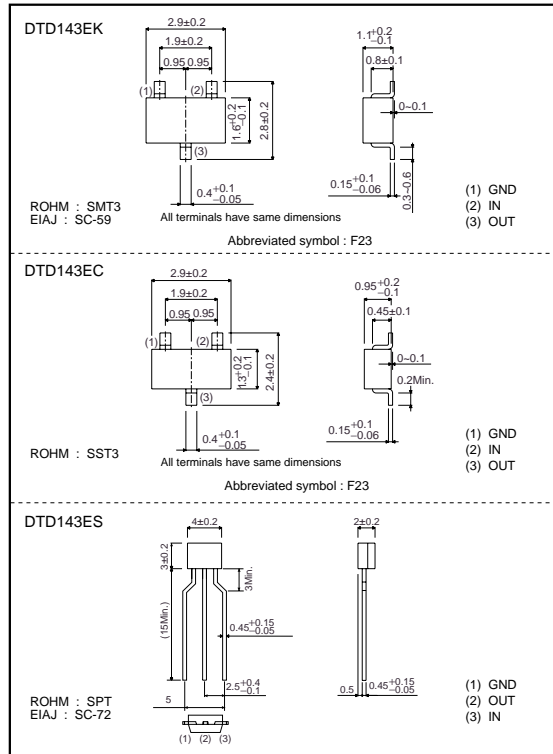 DTD143EK
2.9±0.2
1.9±0.2
0.95 0.95
(1) (2)
(3)
1.6+0.2 −0.1
2.8±0.2
0.4+0.1 −0.05
1.1+0.2 −0.1
0.8±0.1
0~0.1
0.15+0.1 −0.06
0.3~0.6
(1) GND
(2) IN
(3) OUT
ROHM : SMT3
EIAJ : SC-59
All terminals have same dimensions
Abbreviated symbol : F23
DTD143EC
2.9±0.2
1.9±0.2
0.95 0.95
(1) (2)
(3)
1.3+0.2 −0.1
2.4±0.2
0.4+0.1 −0.05
0.95+0.2 −0.1
0.45±0.1
0~0.1
0.2Min.
0.15+0.1 −0.06
(1) GND
(2) IN
(3) OUT
ROHM : SST3
All terminals have same dimensions
Abbreviated symbol : F23
DTD143ES
4±0.2
3±0.2
(15Min.)
3Min.
0.45+0.15 −0.05
2.5+0.4 −0.1
5
(1) (2) (3)
2±0.2
0.5
0.45+0.15 −0.05
(1) GND
(2) OUT
(3) IN
ROHM : SPT
EIAJ : SC-72